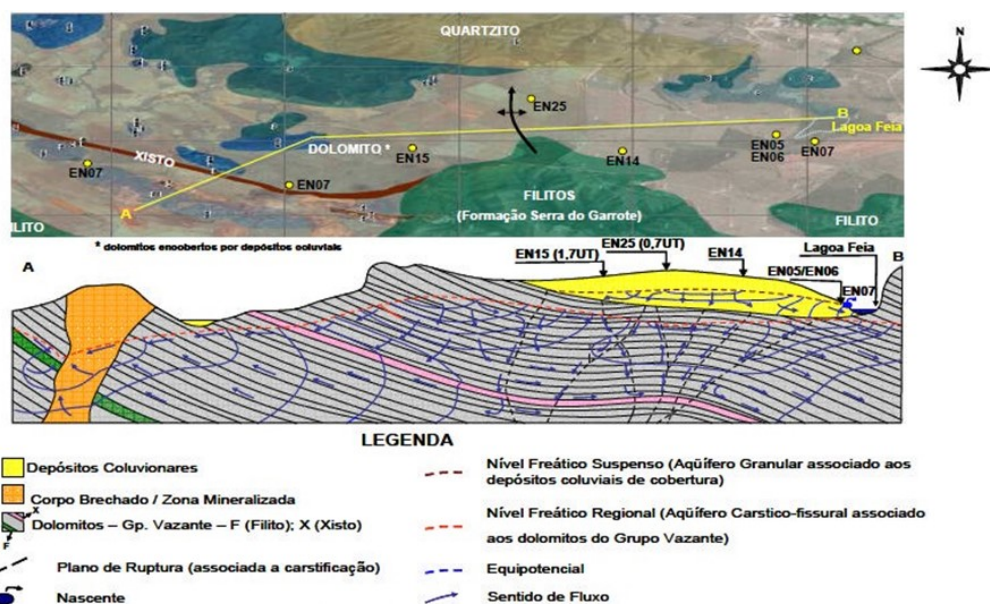 N
QUARTZITO
EN25
B
Lagoa Feia
DOLOMITO *
EN15
XISTO
EN05
EN06
EN07
EN14
EN07
EN07
FILITOS
(Formação Serra do Garrote)
A
ILITO
FILITO
* dolomitos encobertos por depósitos coluviais
A
EN15 (1,7UT)
EN25 (0,7UT)
EN14
Lagoa Feia
B
EN05/EN06
EN07
LEGENDA
Depósitos Coluvionares
Corpo Brechado / Zona Mineralizada
X
Dolomitos – Gp. Vazante – F (Filito); X (Xisto)
F
Plano de Ruptura (associada a carstificação)
Nascente
Nível Freático Suspenso (Aqüífero Granular associado aos
depósitos coluviais de cobertura)
Nível Freático Regional (Aqüífero Carstico-fissural associado
aos dolomitos do Grupo Vazante)
Equipotencial
Sentido de Fluxo